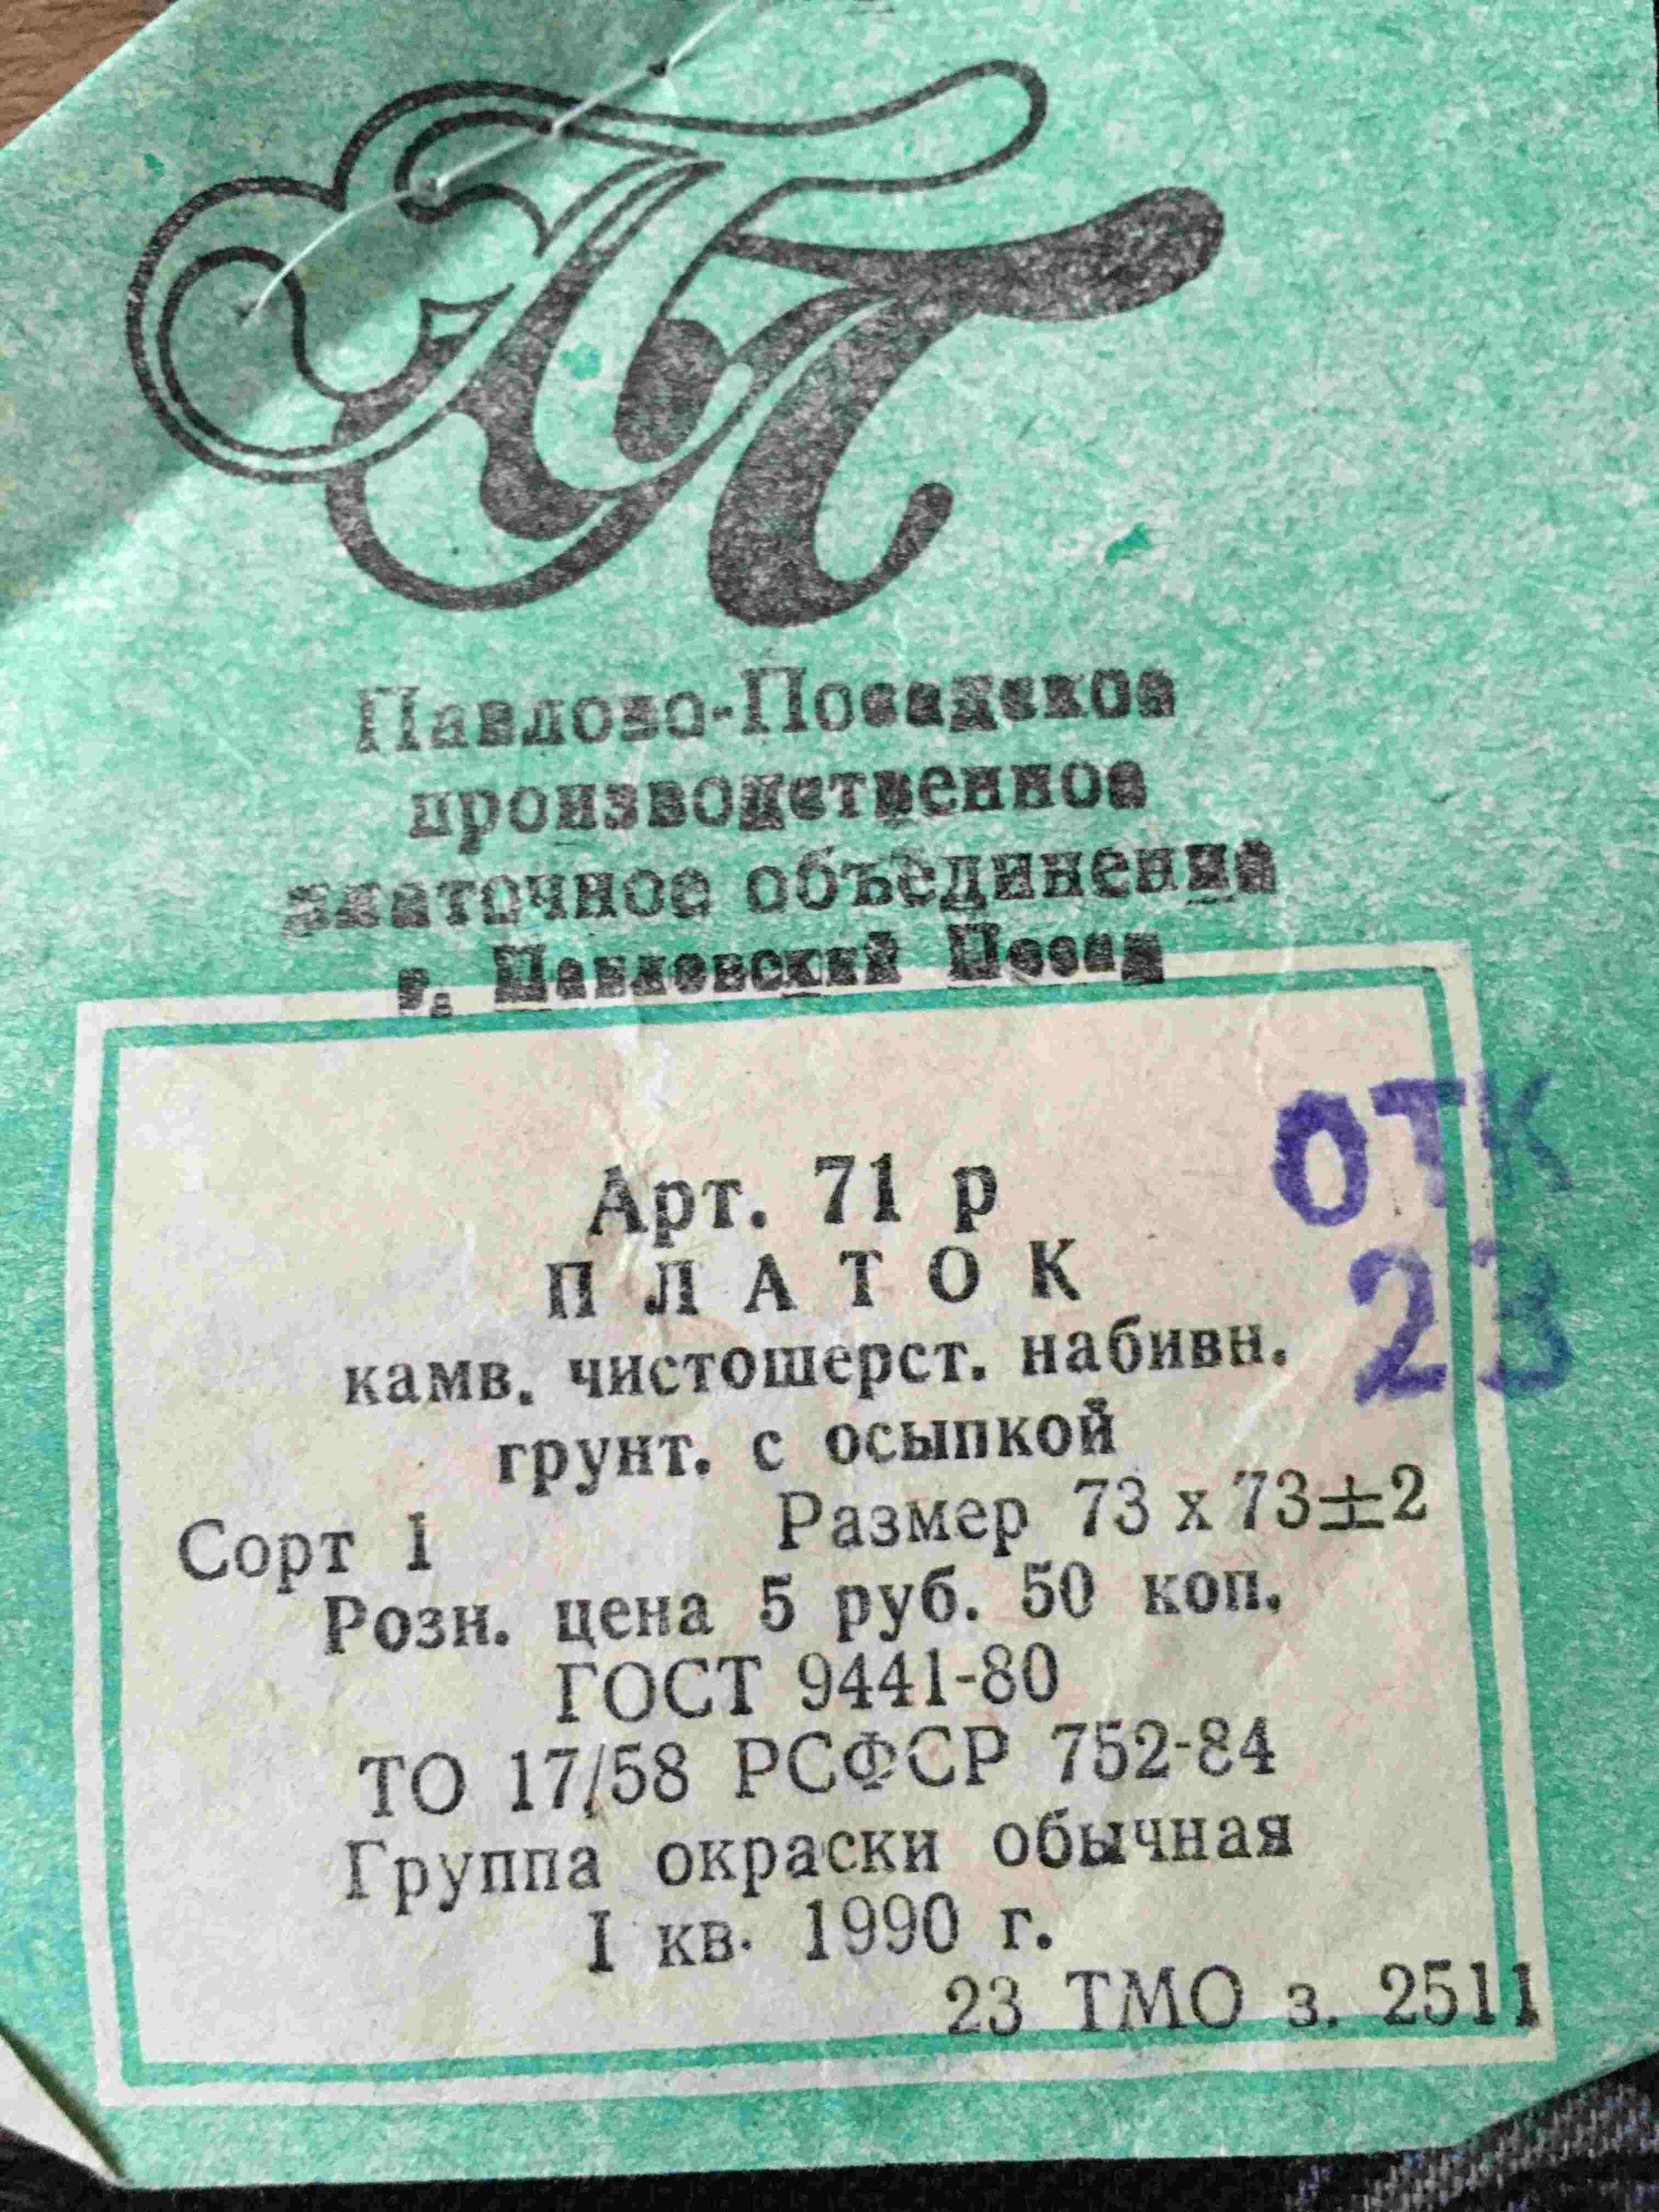 Павлово-Посадское
производственное
платочное объединение
г. Павловский Посад
ОТК
23
Арт. 71 р
ПЛАТОК
камв. чистошерст. набивн.
грунт. с осыпкой
Сорт 1 Размер 73 х 73±2
Розн. цена 5 руб. 50 коп.
ГОСТ 9441-80
ТО 17/58 РСФСР 752-84
Группа окраски обычная
I кв. 1990 г.
23 ТМО з. 2511